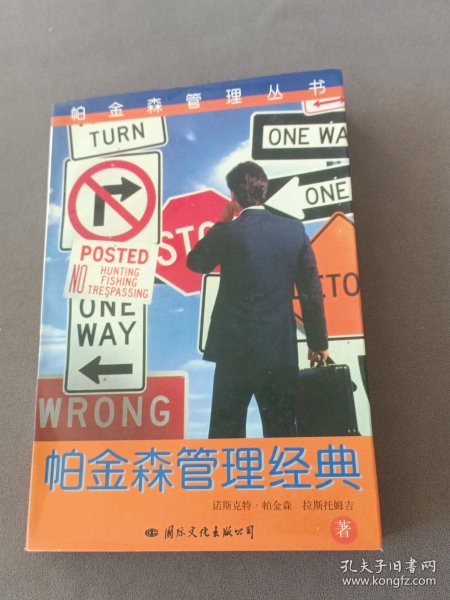 帕金森管理丛书
TURN
ONE WA
ONE
STO
POSTED
NO HUNTING
FISHING
TRESPASSING
ONE
WAY
WRONG
帕金森管理经典
诺斯克特·帕金森 拉斯托姆吉
著
国际文化出版公司
孔夫子旧书网
www.kongfz.com